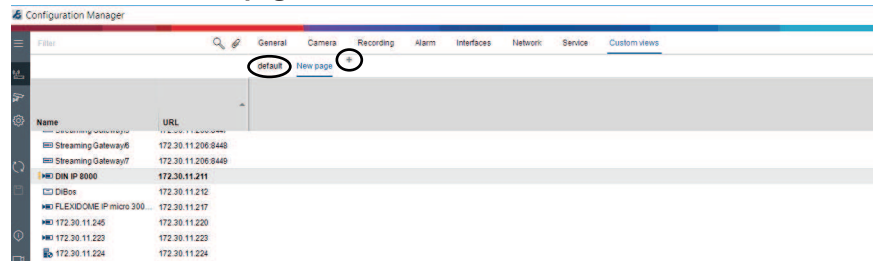 Configuration Manager
Filter General Camera Recording Alarm Interfaces Network Service Custom views
default New page +
Name URL
Streaming Gateway/6 172.30.11.206:8448
Streaming Gateway/7 172.30.11.206:8449
DIN IP 8000 172.30.11.211
DiBos 172.30.11.212
FLEXIDOME IP micro 300... 172.30.11.217
172.30.11.245 172.30.11.220
172.30.11.223 172.30.11.223
172.30.11.224 172.30.11.224